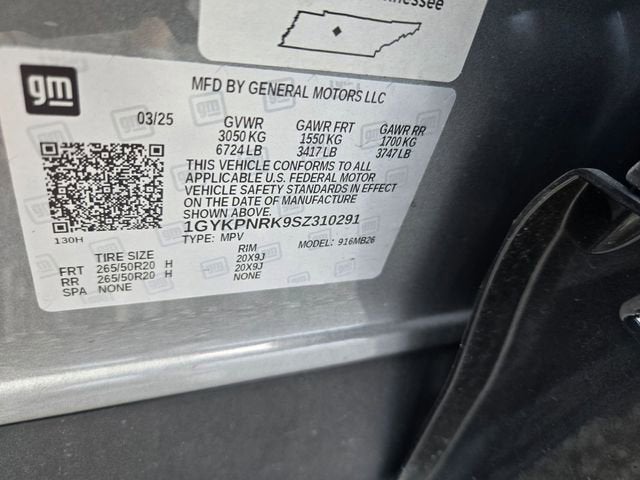 MFD BY GENERAL MOTORS LLC
gm
03/25
GVWR GAWR FRT GAWR RR
3050 KG 1550 KG 1700 KG
6724 LB 3417 LB 3747 LB
THIS VEHICLE CONFORMS TO ALL
APPLICABLE U.S. FEDERAL MOTOR
VEHICLE SAFETY STANDARDS IN EFFECT
ON THE DATE OF MANUFACTURE
SHOWN ABOVE.
1GYKPNRK9SZ310291
TYPE: MPV MODEL: 916MB26
130H
TIRE SIZE RIM
FRT 265/50R20 H 20X9J
RR 265/50R20 H 20X9J
SPA NONE NONE